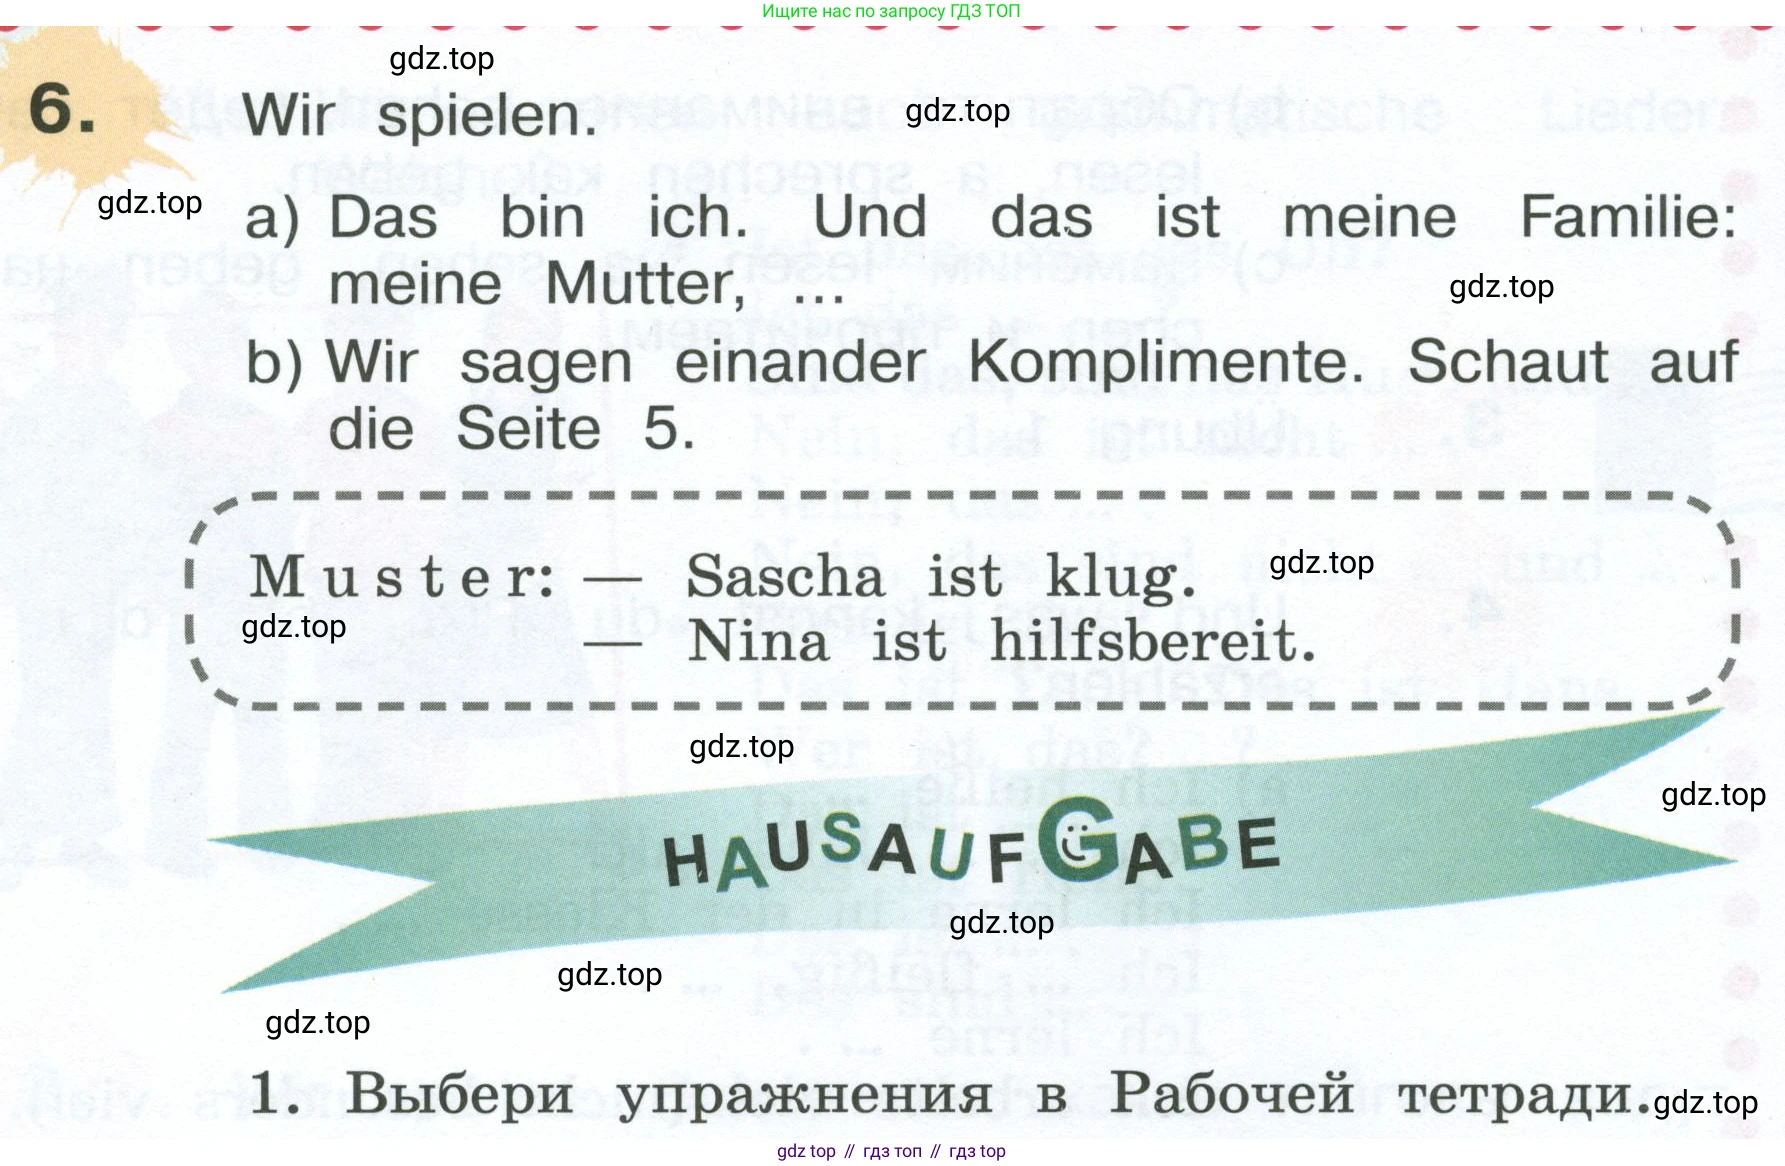 Ищите нас по запросу ГДЗ ТОП
gdz.top
6. Wir spielen.
gdz.top
gdz.top
a) Das bin ich. Und das ist meine Familie:
meine Mutter, ...
gdz.top
b) Wir sagen einander Komplimente. Schaut auf
die Seite 5.
Muster: — Sascha ist klug.
gdz.top
gdz.top
— Nina ist hilfsbereit.
gdz.top
gdz.top
HAUSAUFGABE
gdz.top
gdz.top
gdz.top
1. Выбери упражнения в Рабочей тетради.
gdz.top
gdz top // гдз топ // гдз top